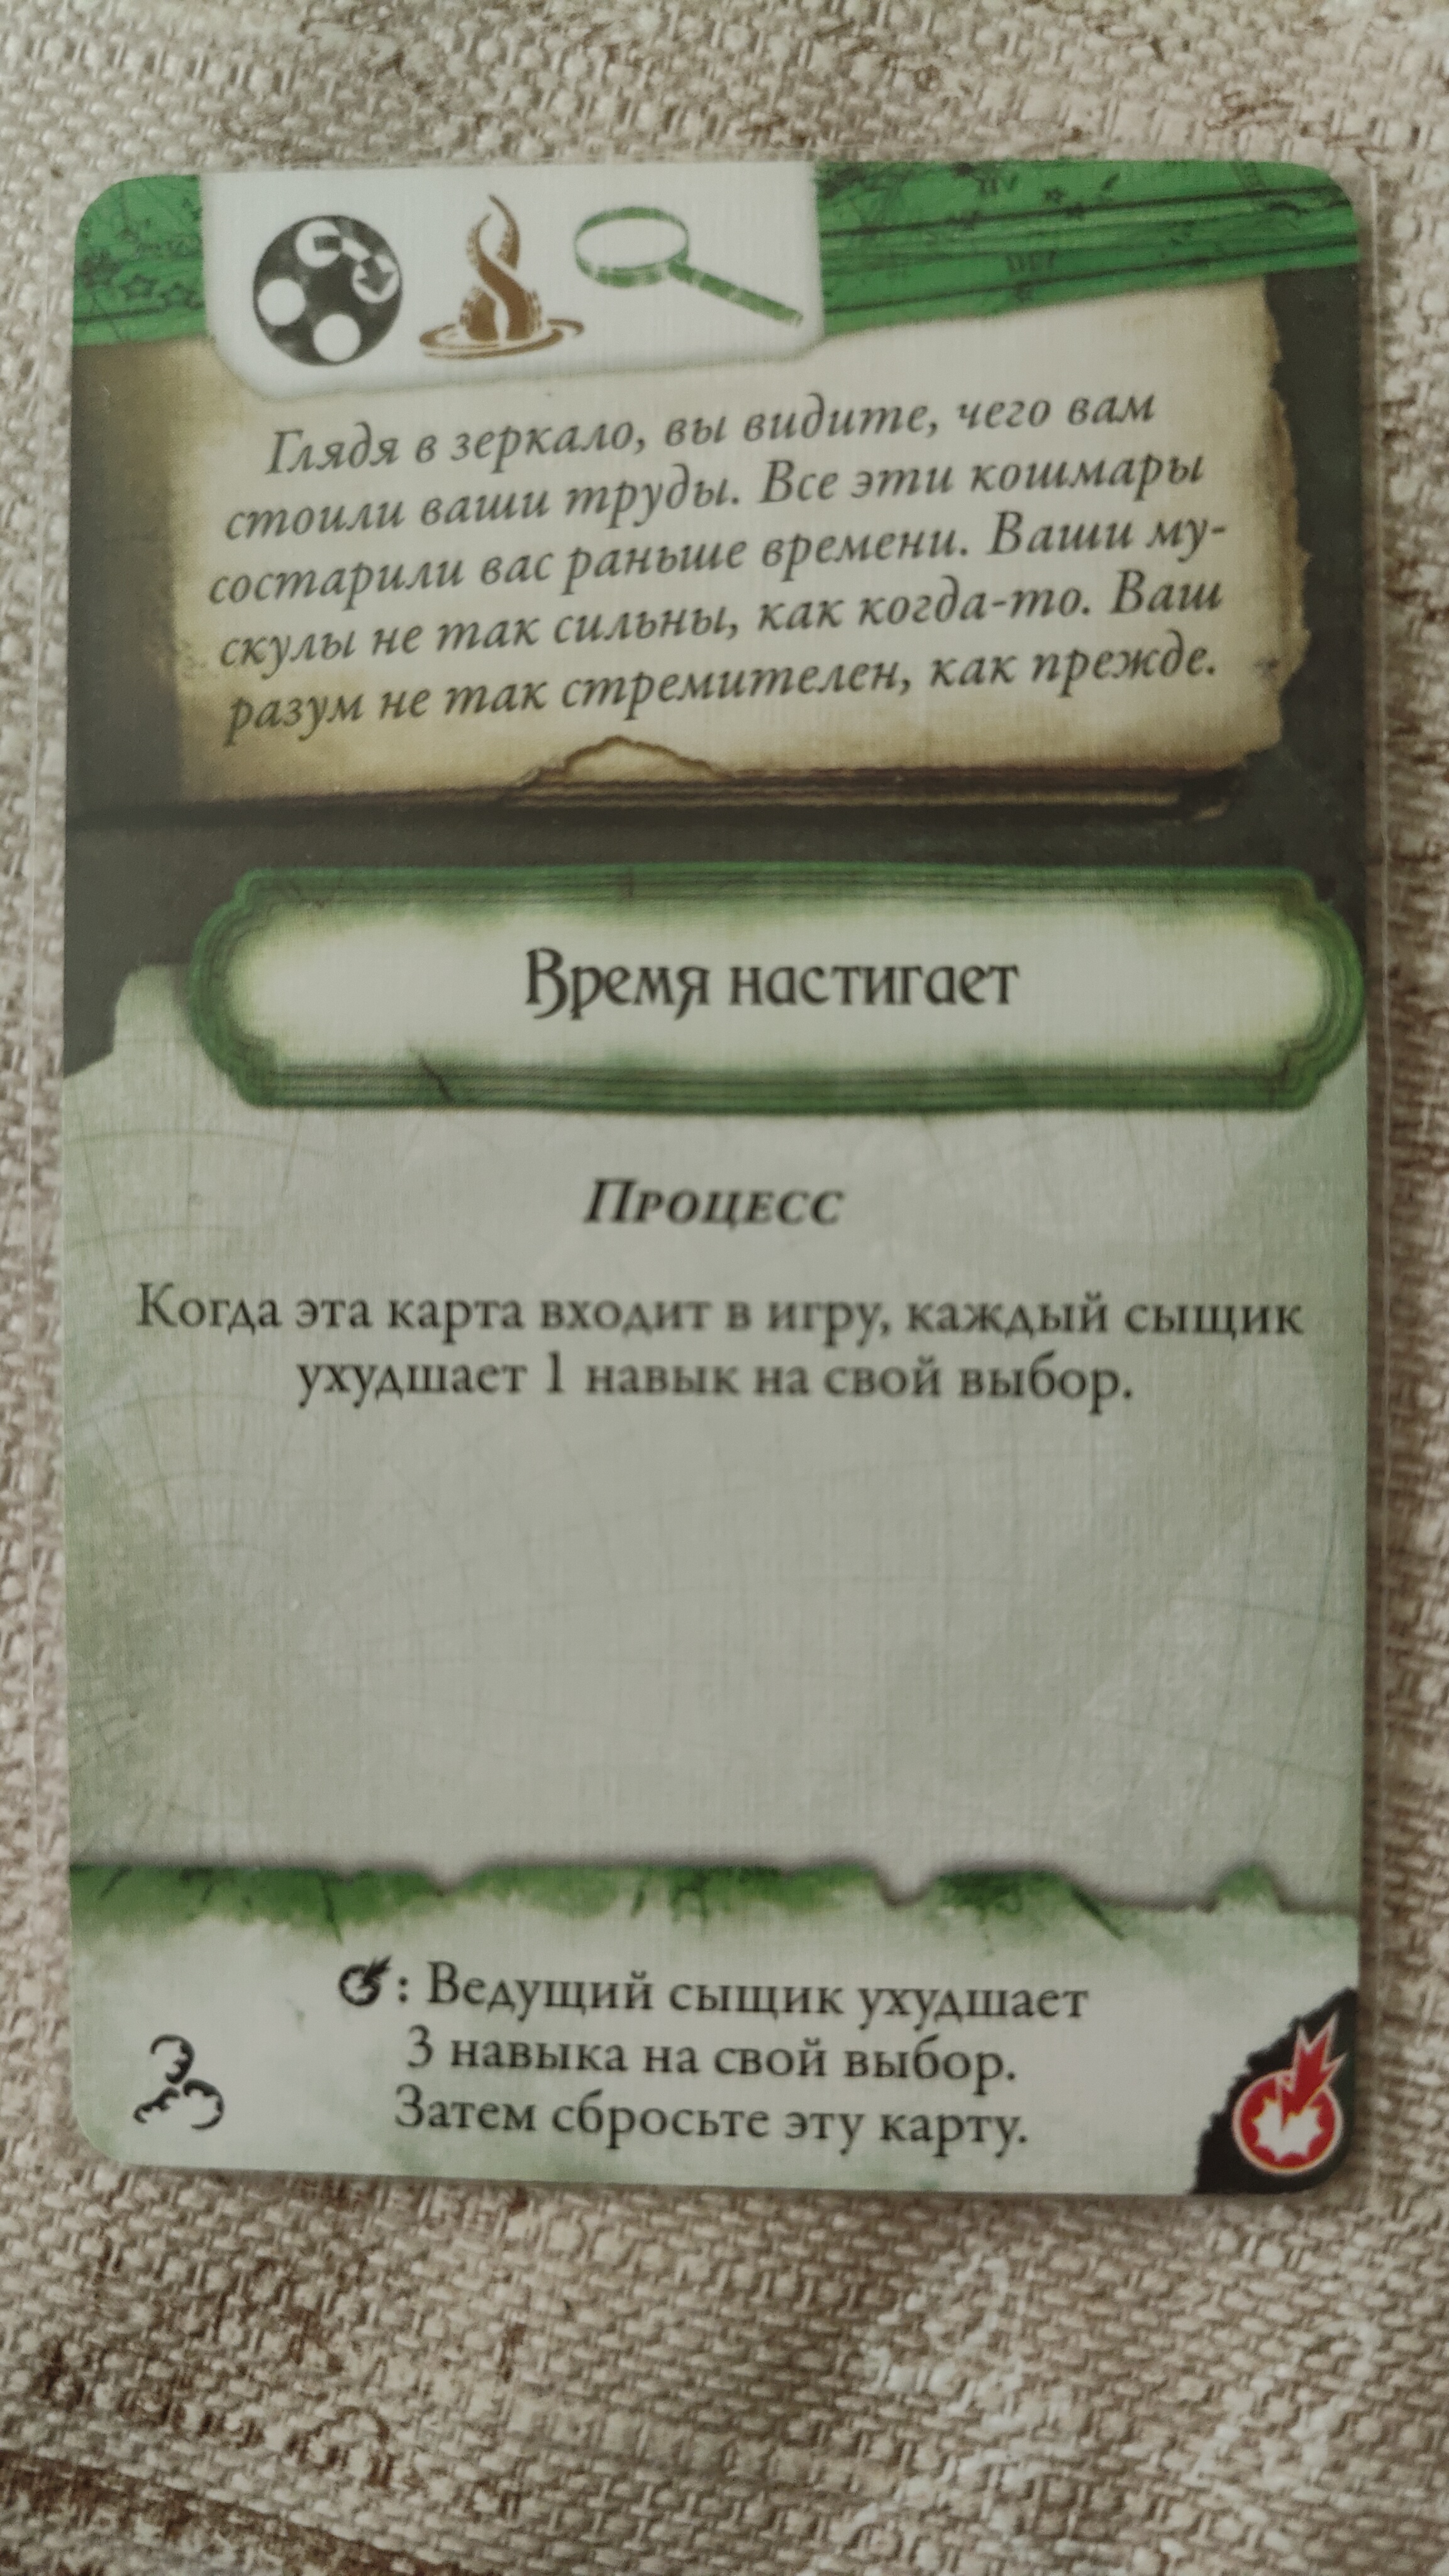 Глядя в зеркало, вы видите, чего вам
стоили ваши труды. Все эти кошмары
состарили вас раньше времени. Ваши му-
скулы не так сильны, как когда-то. Ваш
разум не так стремителен, как прежде.
Время настигает
Процесс
Когда эта карта входит в игру, каждый сыщик
ухудшает 1 навык на свой выбор.
: Ведущий сыщик ухудшает
3 навыка на свой выбор.
Затем сбросьте эту карту.